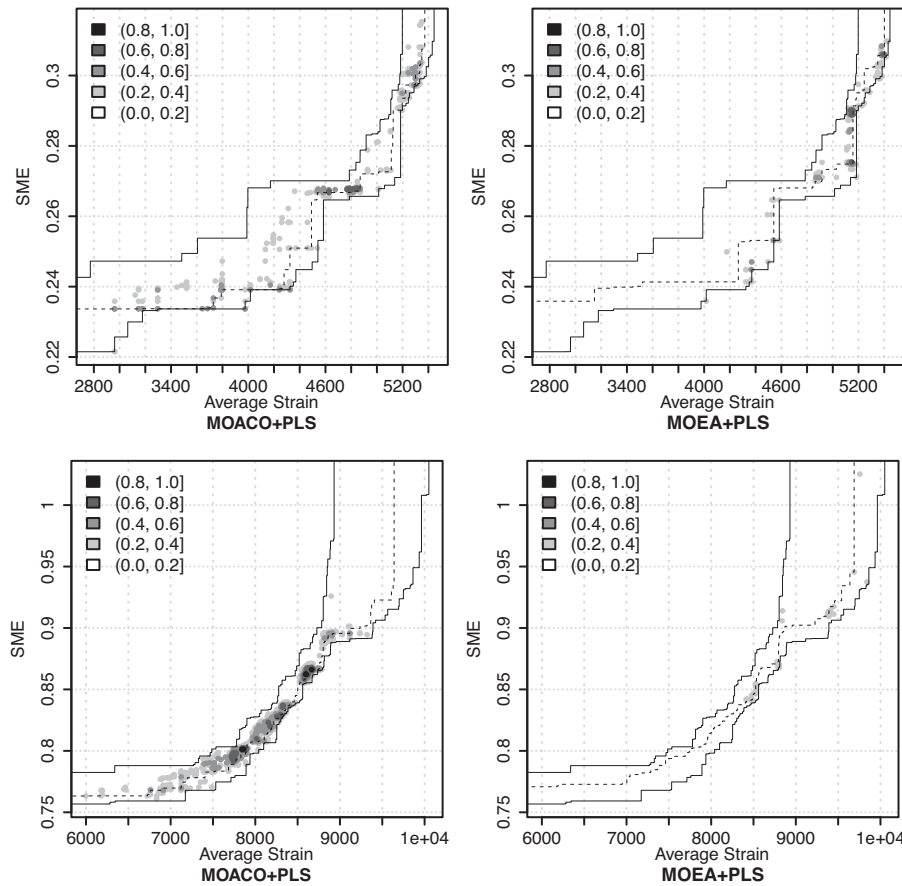 (0.8, 1.0]
(0.6, 0.8]
(0.4, 0.6]
(0.2, 0.4]
(0.0, 0.2]
SME
0.22 0.24 0.26 0.28 0.3
2800 3400 4000 4600 5200
Average Strain
MOACO+PLS
(0.8, 1.0]
(0.6, 0.8]
(0.4, 0.6]
(0.2, 0.4]
(0.0, 0.2]
SME
0.22 0.24 0.26 0.28 0.3
2800 3400 4000 4600 5200
Average Strain
MOEA+PLS
(0.8, 1.0]
(0.6, 0.8]
(0.4, 0.6]
(0.2, 0.4]
(0.0, 0.2]
SME
0.75 0.8 0.85 0.9 0.95 1
6000 7000 8000 9000 1e+04
Average Strain
MOACO+PLS
(0.8, 1.0]
(0.6, 0.8]
(0.4, 0.6]
(0.2, 0.4]
(0.0, 0.2]
SME
0.75 0.8 0.85 0.9 0.95 1
6000 7000 8000 9000 1e+04
Average Strain
MOEA+PLS